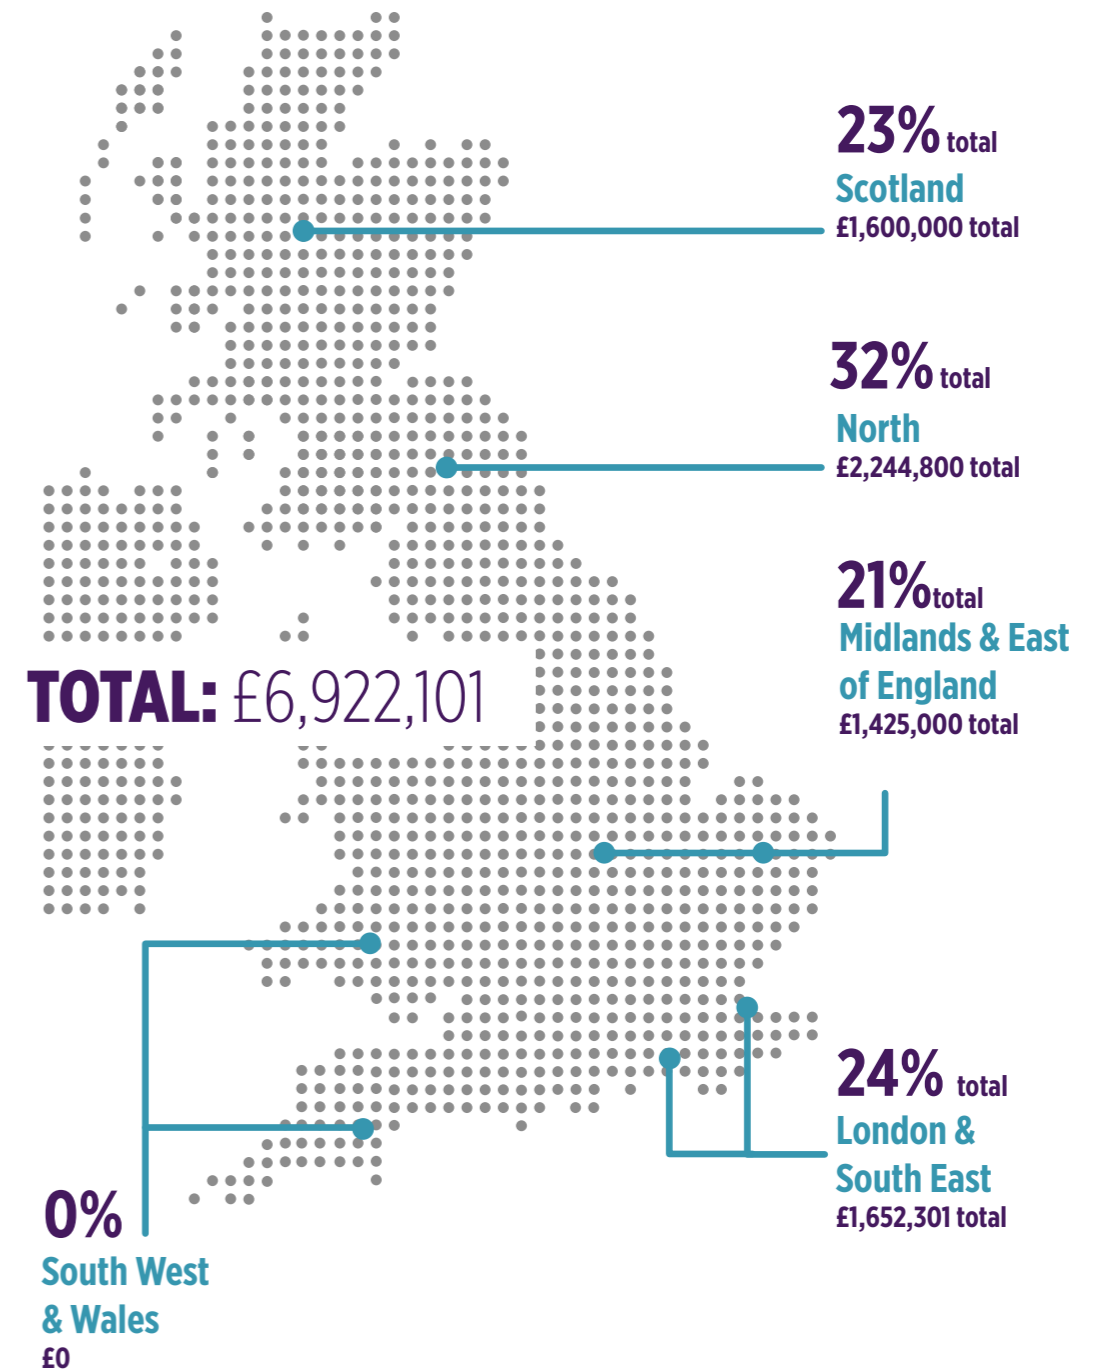 23% total
Scotland
£1,600,000 total
32% total
North
£2,244,800 total
21%total
Midlands & East
of England
£1,425,000 total
TOTAL: £6,922,101
24% total
London &
South East
£1,652,301 total
0%
South West
& Wales
£0